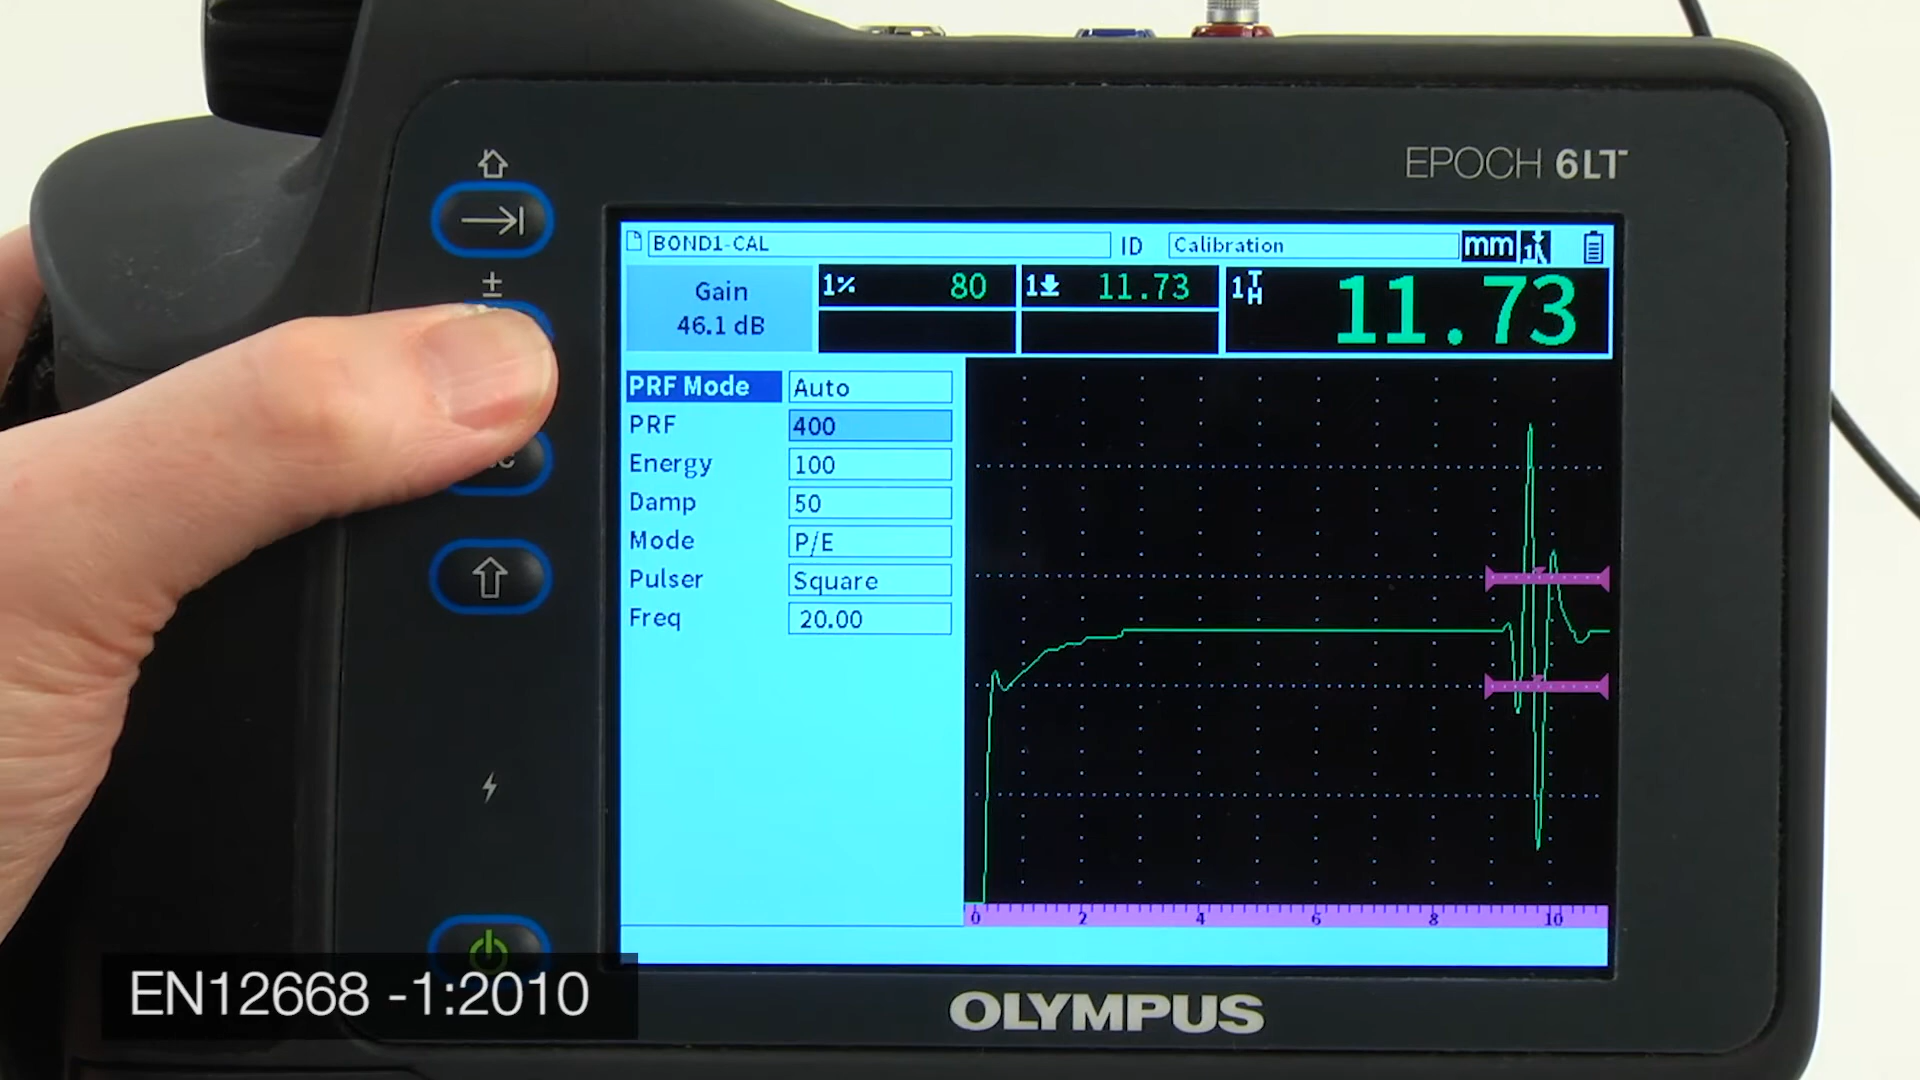 EPOCH 6LT
BOND1-CAL ID Calibration mm
Gain
46.1 dB
1% 80
1 11.73
1 11.73
PRF Mode Auto
PRF 400
Energy 100
Damp 50
Mode P/E
Pulser Square
Freq 20.00
0 2 4 6 8 10
OLYMPUS
EN12668 -1:2010